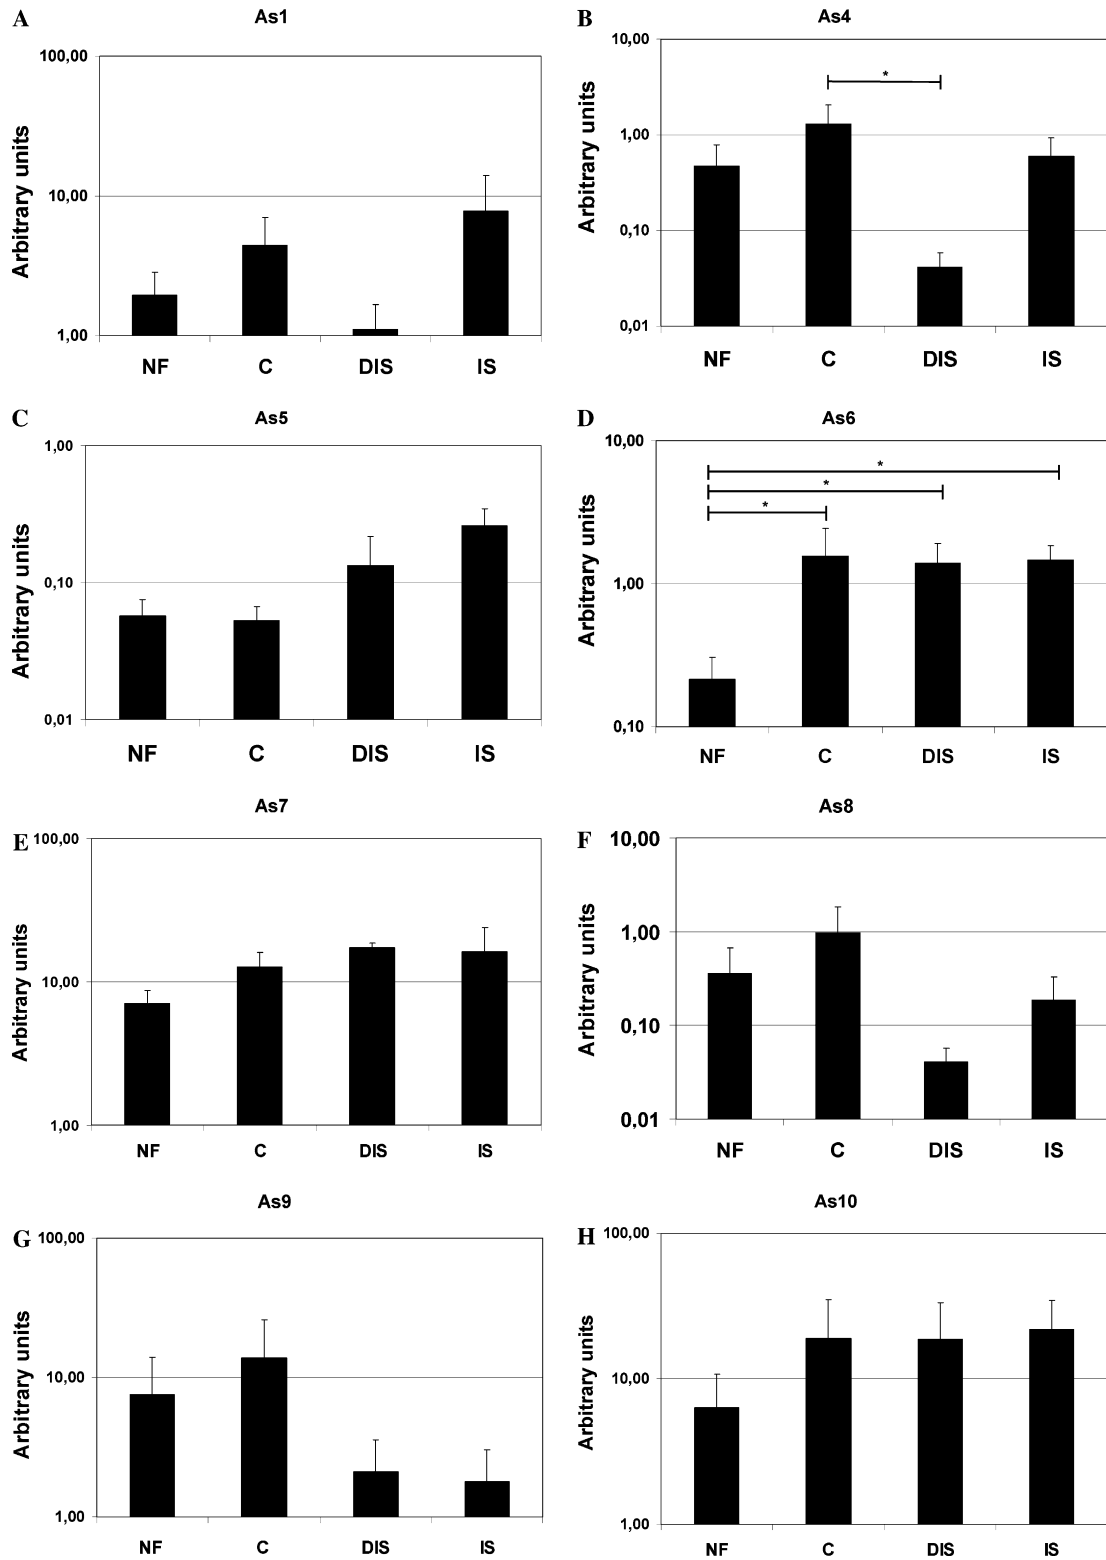 A
As1
Arbitrary units
100,00
10,00
1,00
NF C DIS IS
B
As4
Arbitrary units
10,00
1,00
0,10
0,01
*
NF C DIS IS
C
As5
Arbitrary units
1,00
0,10
0,01
NF C DIS IS
D
As6
Arbitrary units
10,00
1,00
0,10
*
*
*
NF C DIS IS
E
As7
Arbitrary units
100,00
10,00
1,00
NF C DIS IS
F
As8
Arbitrary units
10,00
1,00
0,10
0.01
NF C DIS IS
G
As9
Arbitrary units
100,00
10,00
1,00
NF C DIS IS
H
As10
Arbitrary units
100,00
10,00
1,00
NF C DIS IS